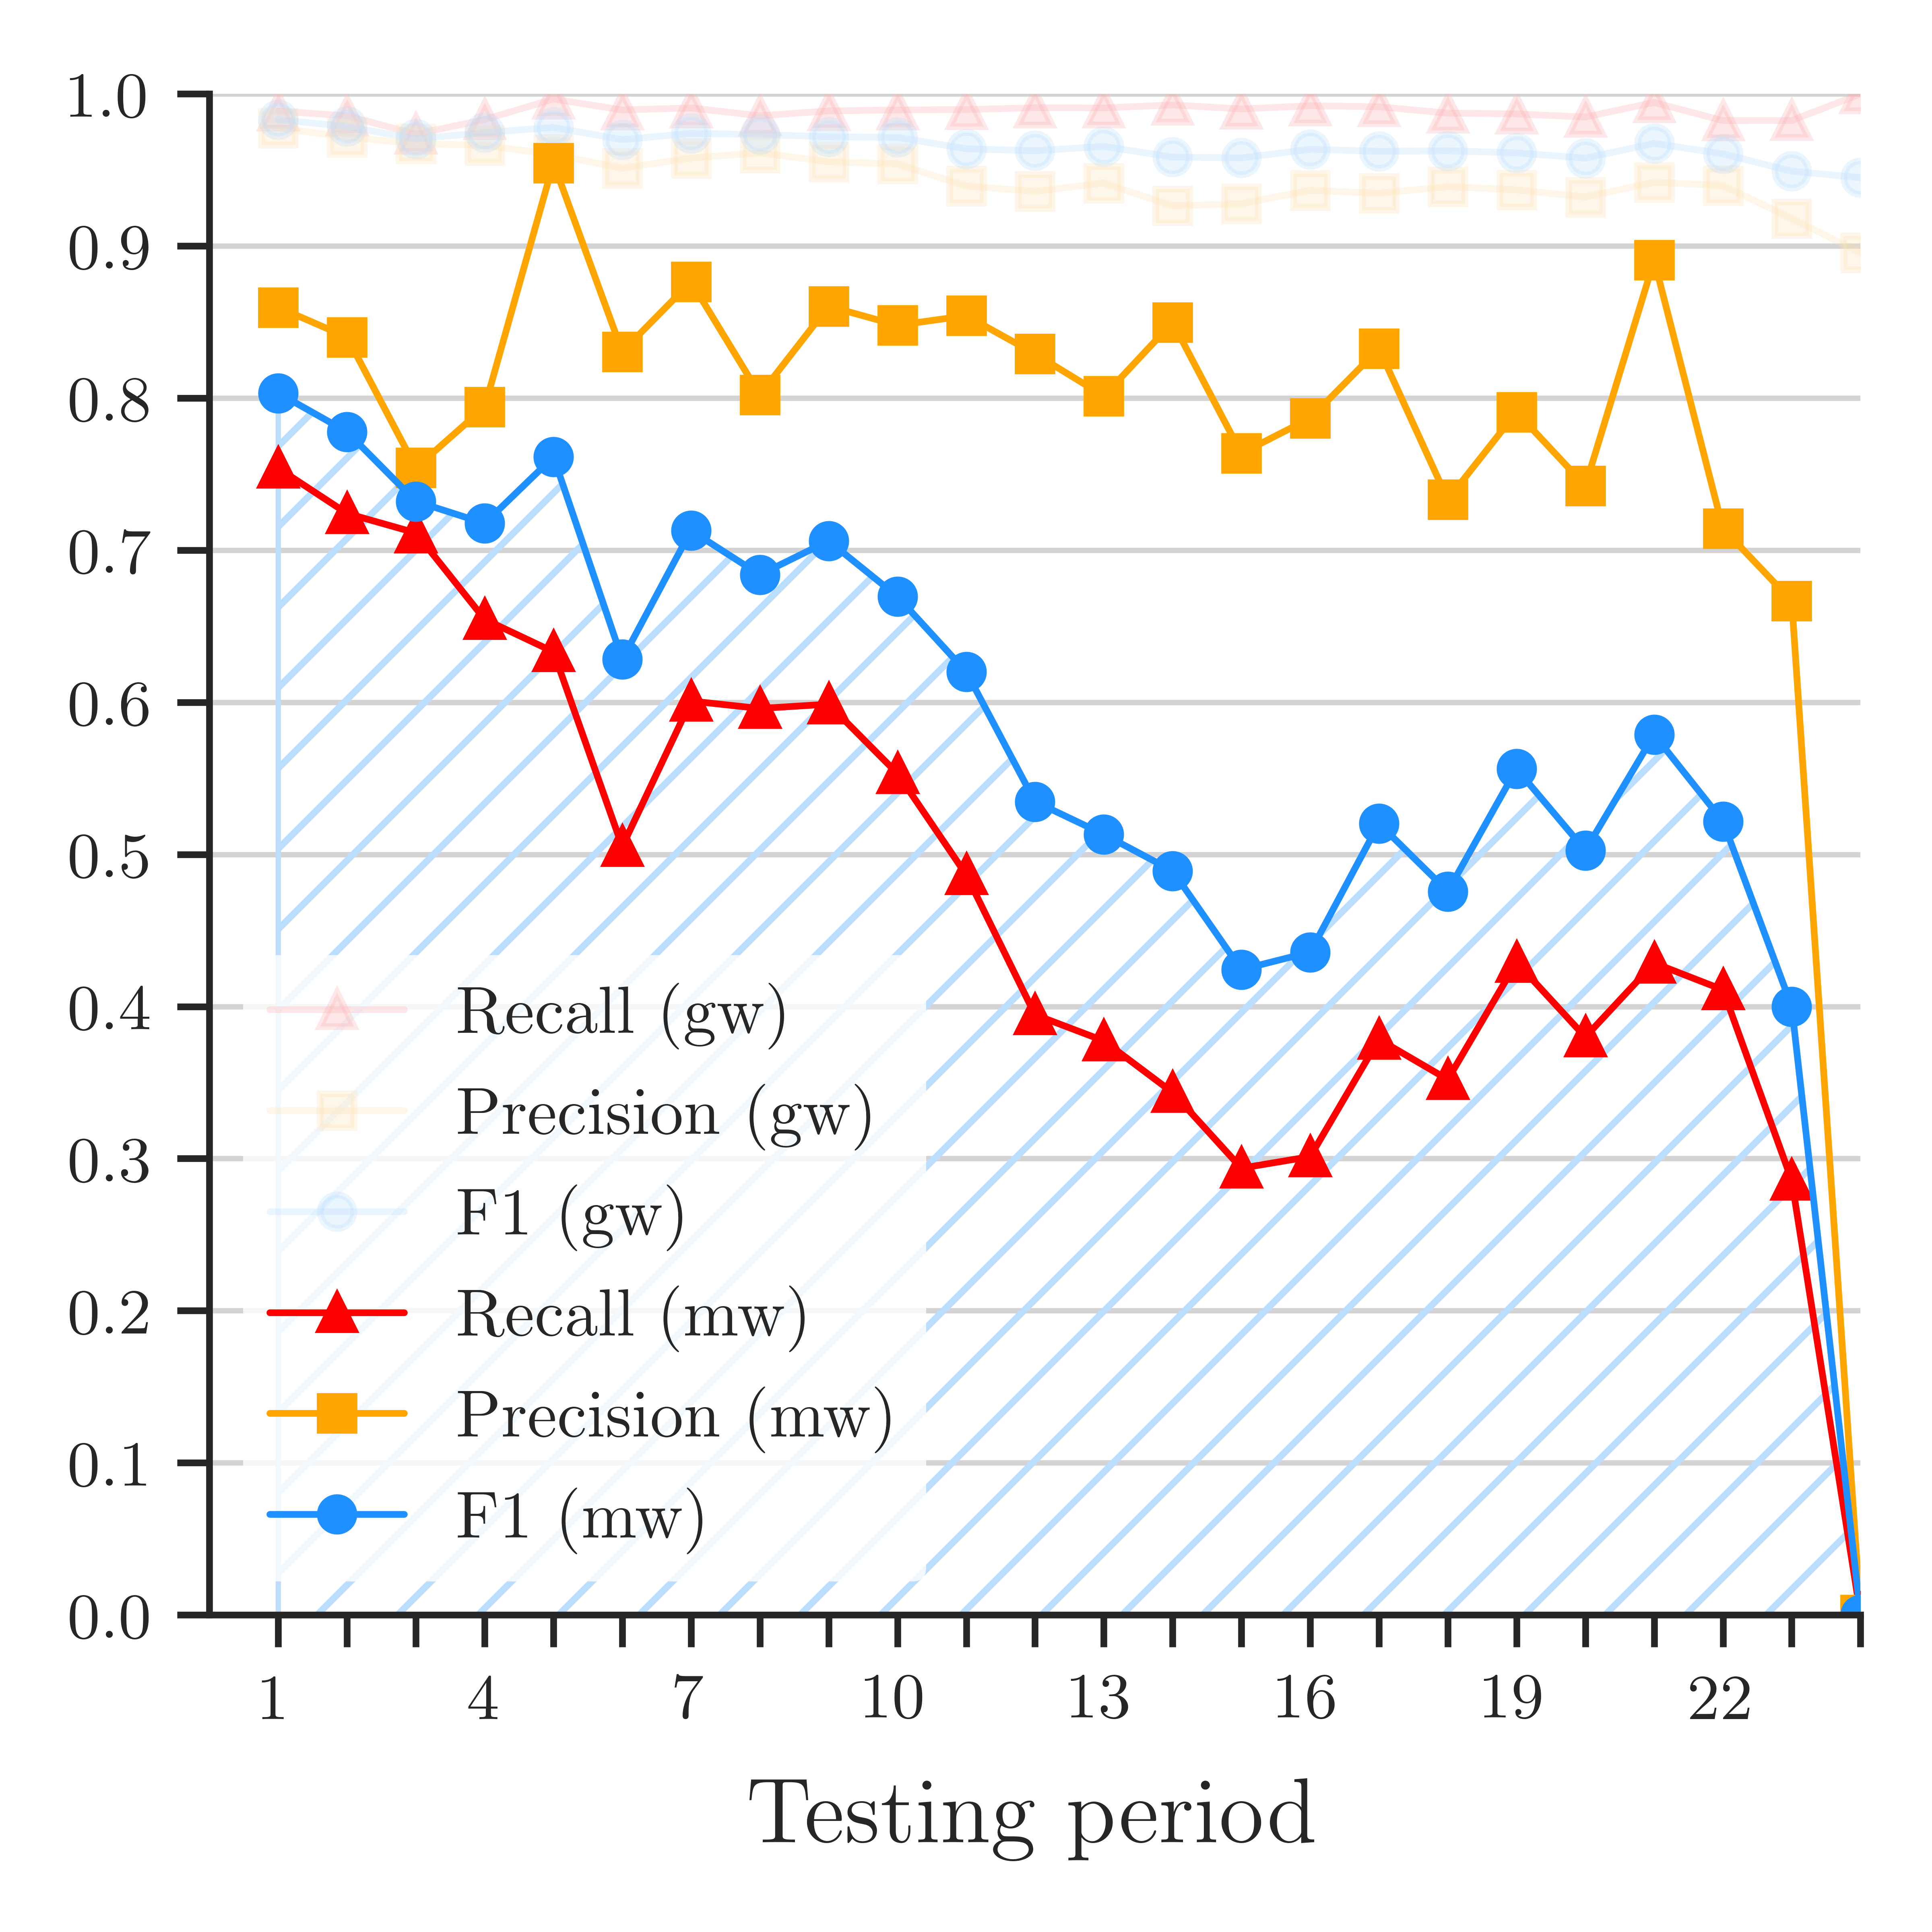 1.0
0.9
0.8
0.7
0.6
0.5
0.4
0.3
0.2
0.1
0.0
Recall (gw)
Precision (gw)
F1 (gw)
Recall (mw)
Precision (mw)
F1 (mw)
1 4 7 10 13 16 19 22
Testing period